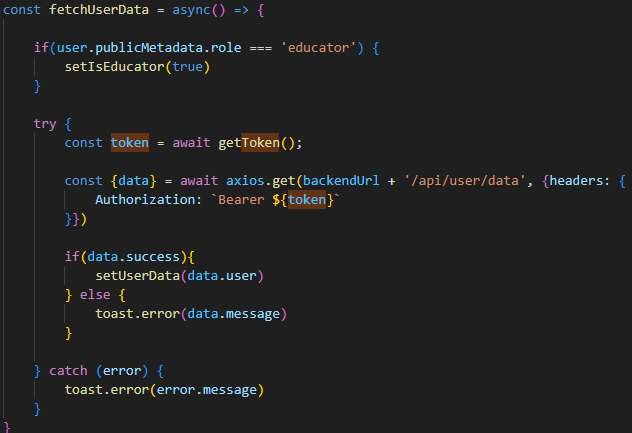 const fetchUserData = async() => {
if(user.publicMetadata.role === 'educator') {
setIsEducator(true)
}
try {
const token = await getToken();
const {data} = await axios.get(backendUrl + '/api/user/data', {headers: {
Authorization: `Bearer ${token}`
}})
if(data.success){
setUserData(data.user)
} else {
toast.error(data.message)
}
} catch (error) {
toast.error(error.message)
}
}